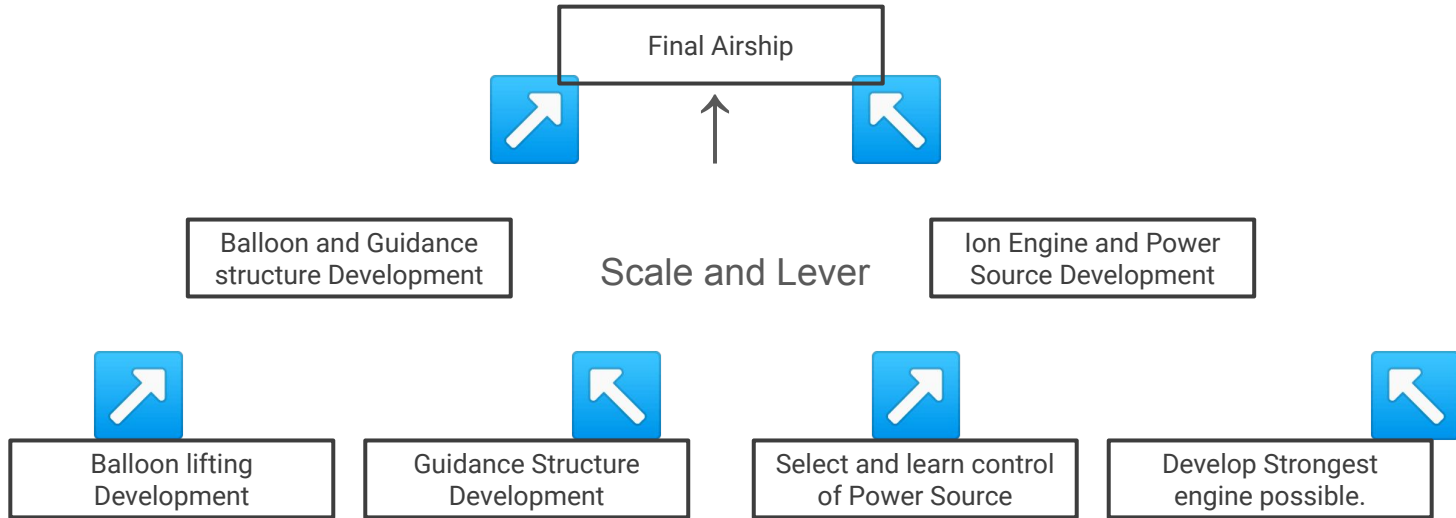 Final Airship
Balloon and Guidance
structure Development
Scale and Lever
Ion Engine and Power
Source Development
Balloon lifting
Development
Guidance Structure
Development
Select and learn control
of Power Source
Develop Strongest
engine possible.